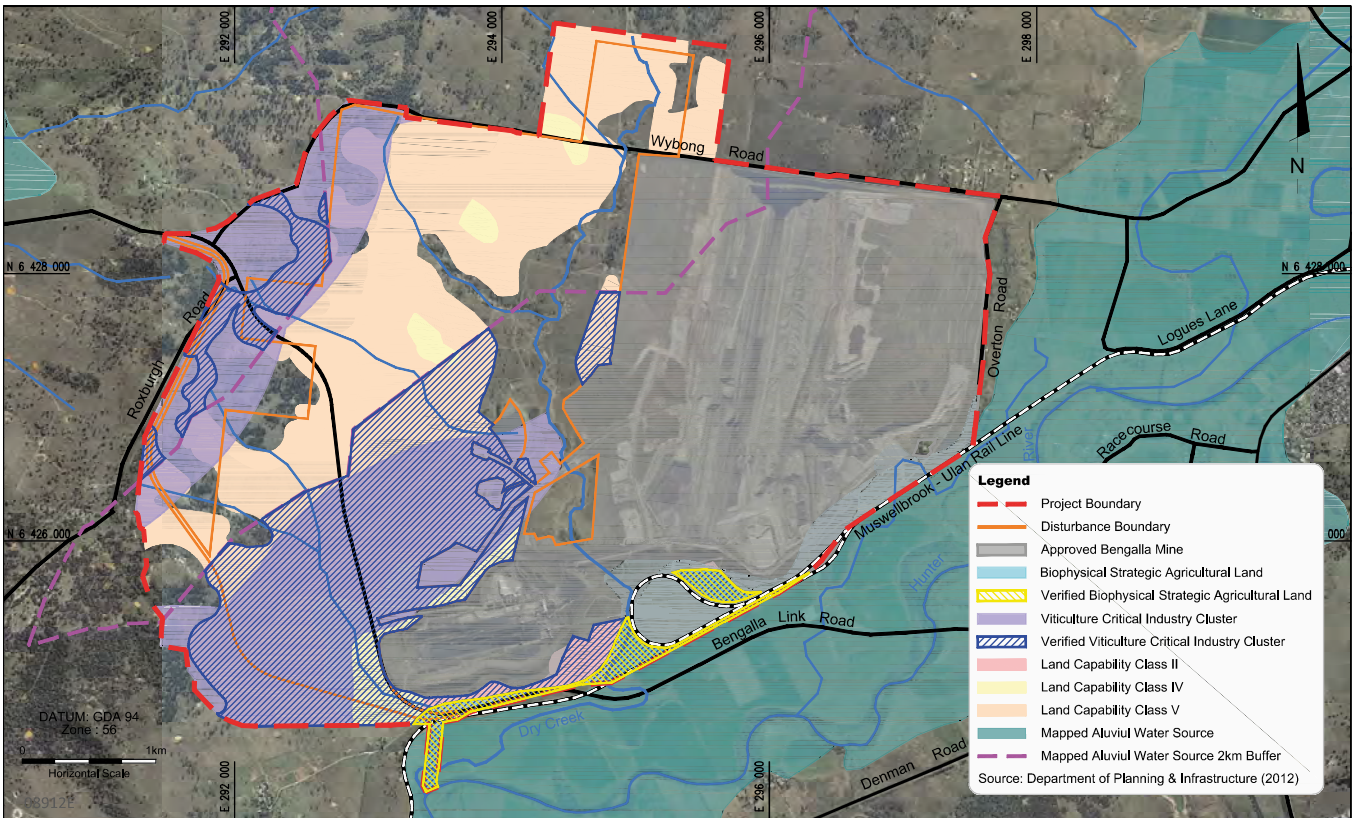 E 292 000
E 294 000
E 296 000
E 298 000
Wybong Road
N
N 6 428 000
N 6 428 000
Roxburgh Road
Overton Road
Logues Lane
Racecourse Road
River
Muswellbrook - Ulan Rail Line
N 6 426 000
000
Hunter
Bengalla Link Road
Dry Creek
Denman Road
DATUM: GDA 94
Zone : 56
0 1km
Horizontal Scale
E 292 000
E 296 000
Legend
Project Boundary
Disturbance Boundary
Approved Bengalla Mine
Biophysical Strategic Agricultural Land
Verified Biophysical Strategic Agricultural Land
Viticulture Critical Industry Cluster
Verified Viticulture Critical Industry Cluster
Land Capability Class II
Land Capability Class IV
Land Capability Class V
Mapped Aluviul Water Source
Mapped Aluviul Water Source 2km Buffer
Source: Department of Planning & Infrastructure (2012)